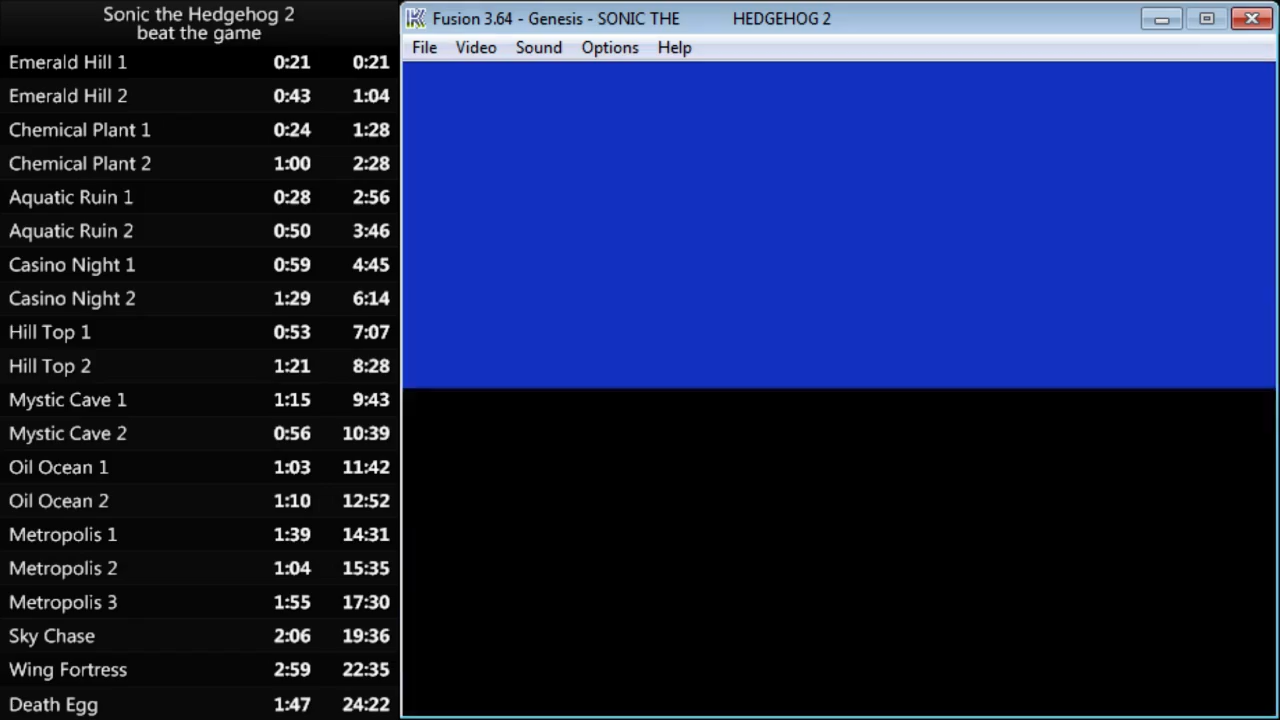 Sonic the Hedgehog 2
beat the game
Emerald Hill 1 0:21 0:21
Emerald Hill 2 0:43 1:04
Chemical Plant 1 0:24 1:28
Chemical Plant 2 1:00 2:28
Aquatic Ruin 1 0:28 2:56
Aquatic Ruin 2 0:50 3:46
Casino Night 1 0:59 4:45
Casino Night 2 1:29 6:14
Hill Top 1 0:53 7:07
Hill Top 2 1:21 8:28
Mystic Cave 1 1:15 9:43
Mystic Cave 2 0:56 10:39
Oil Ocean 1 1:03 11:42
Oil Ocean 2 1:10 12:52
Metropolis 1 1:39 14:31
Metropolis 2 1:04 15:35
Metropolis 3 1:55 17:30
Sky Chase 2:06 19:36
Wing Fortress 2:59 22:35
Death Egg 1:47 24:22
Fusion 3.64 - Genesis - SONIC THE HEDGEHOG 2
File Video Sound Options Help